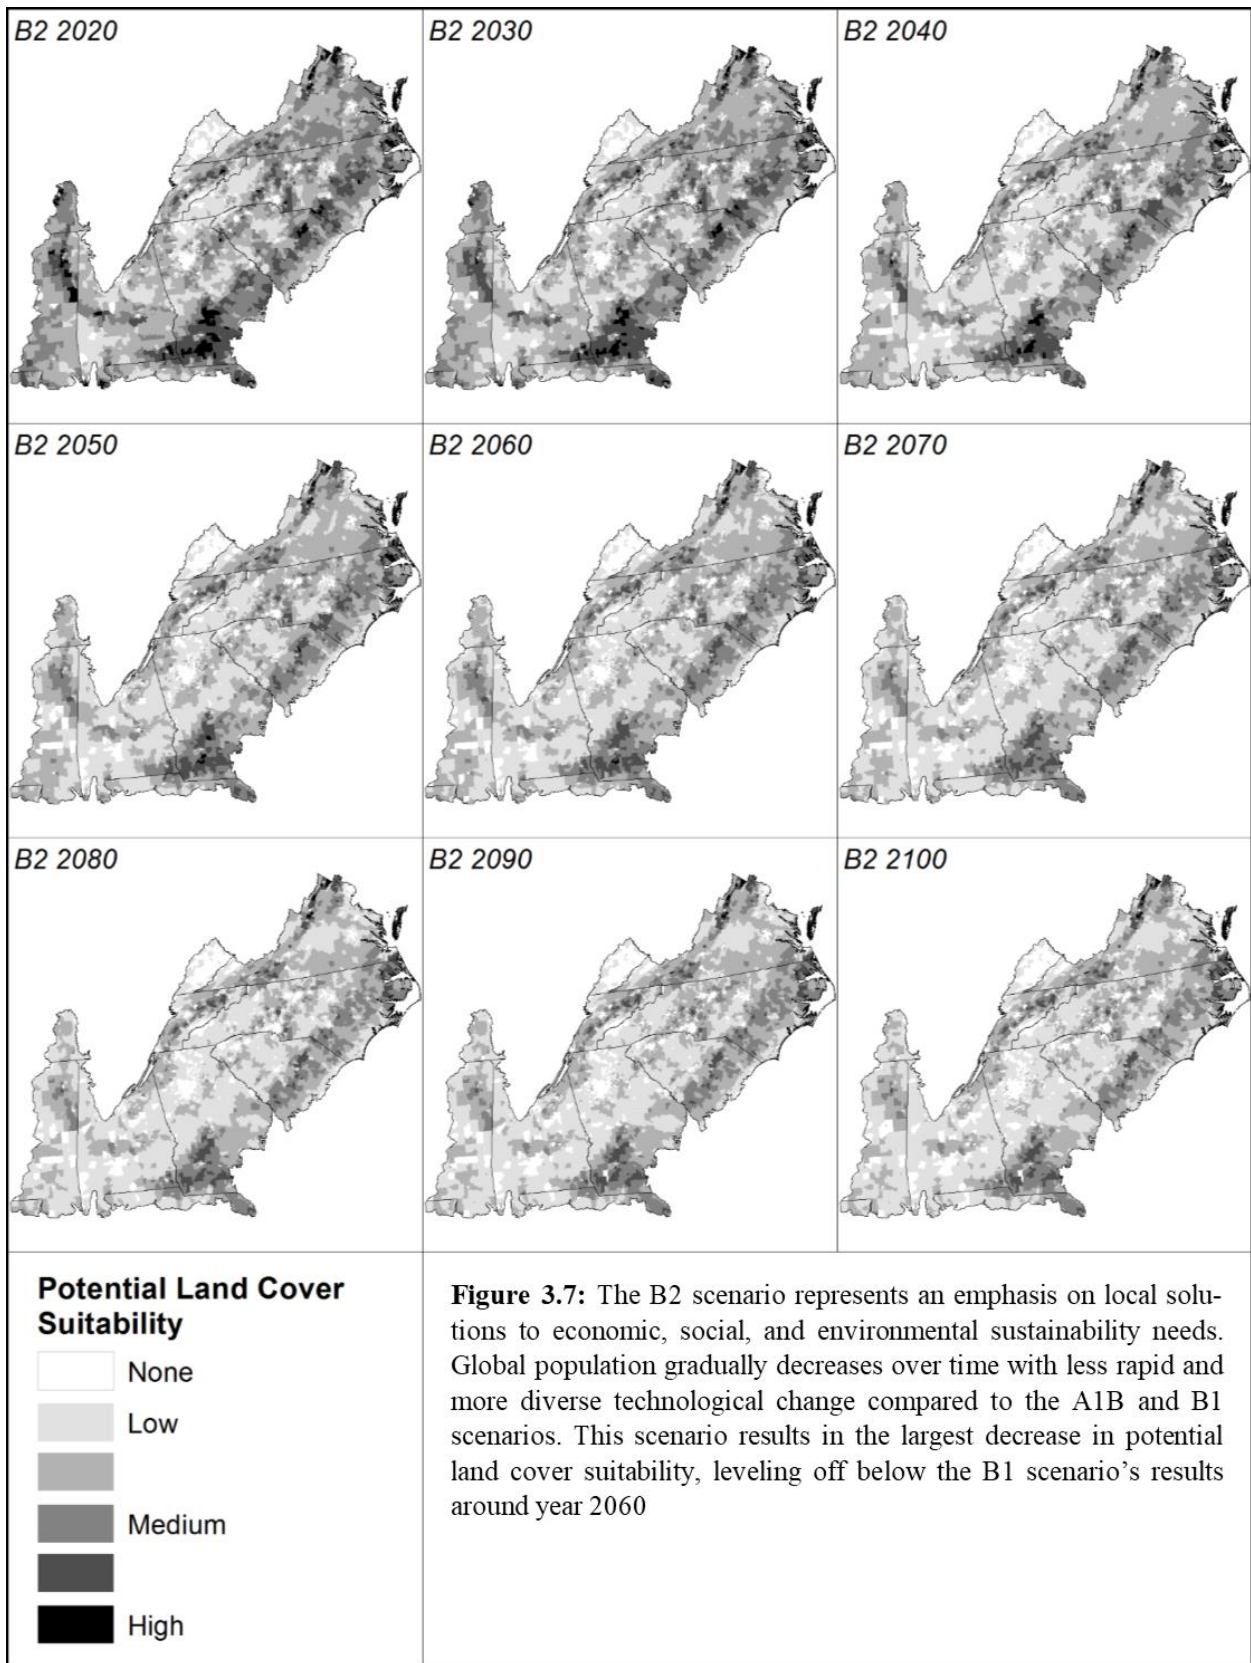 B2 2020
B2 2030
B2 2040
B2 2050
B2 2060
B2 2070
B2 2080
B2 2090
B2 2100
Potential Land Cover
Suitability
None
Low
Medium
High
Figure 3.7: The B2 scenario represents an emphasis on local solu-
tions to economic, social, and environmental sustainability needs.
Global population gradually decreases over time with less rapid and
more diverse technological change compared to the A1B and B1
scenarios. This scenario results in the largest decrease in potential
land cover suitability, leveling off below the B1 scenario’s results
around year 2060